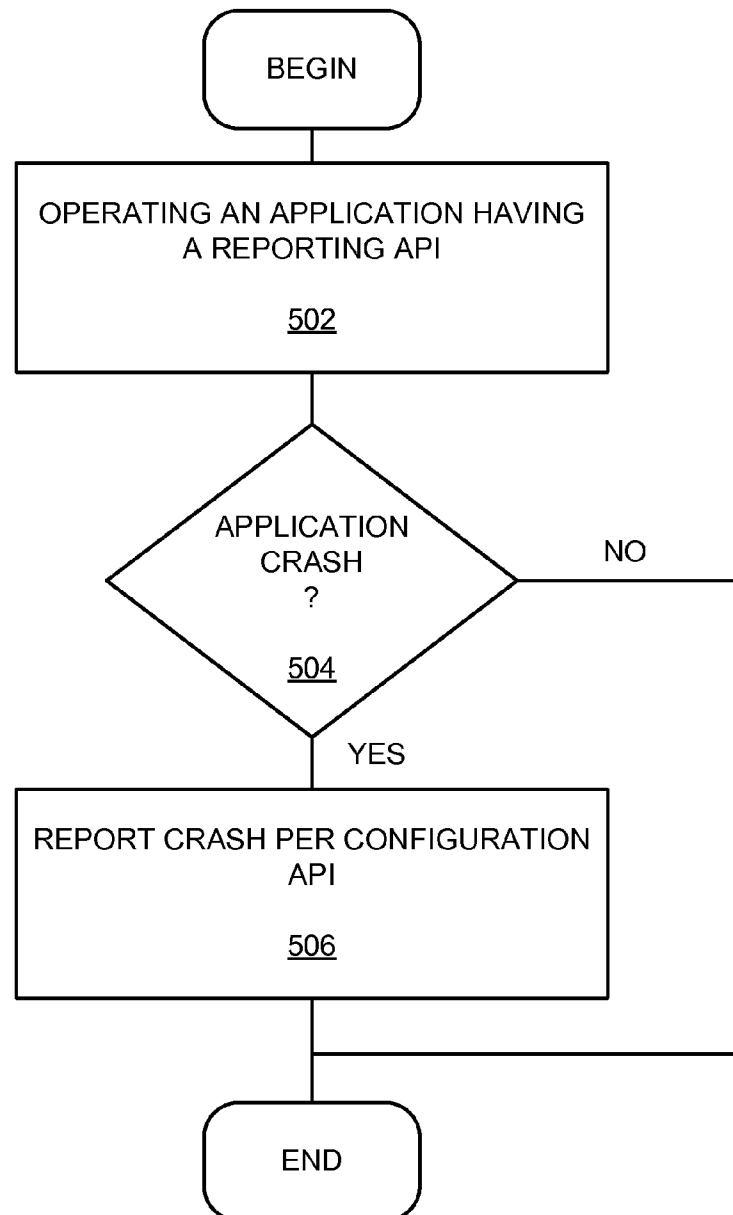 BEGIN
OPERATING AN APPLICATION HAVING
A REPORTING API
502
APPLICATION
CRASH
?
504
NO
YES
REPORT CRASH PER CONFIGURATION
API
506
END